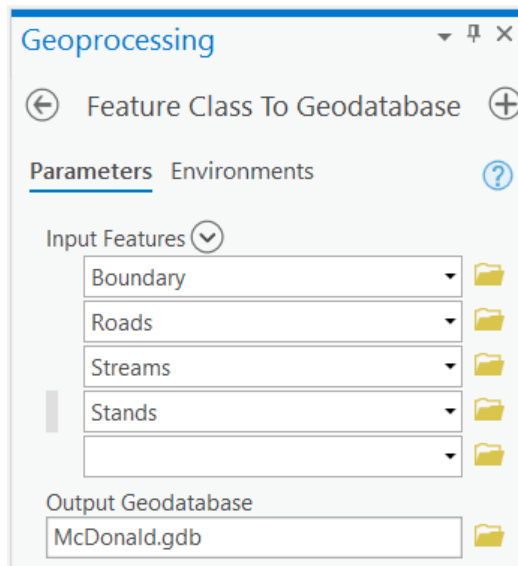 Geoprocessing
Feature Class To Geodatabase
Parameters Environments
?
Input Features
Boundary
Roads
Streams
Stands
Output Geodatabase
McDonald.gdb